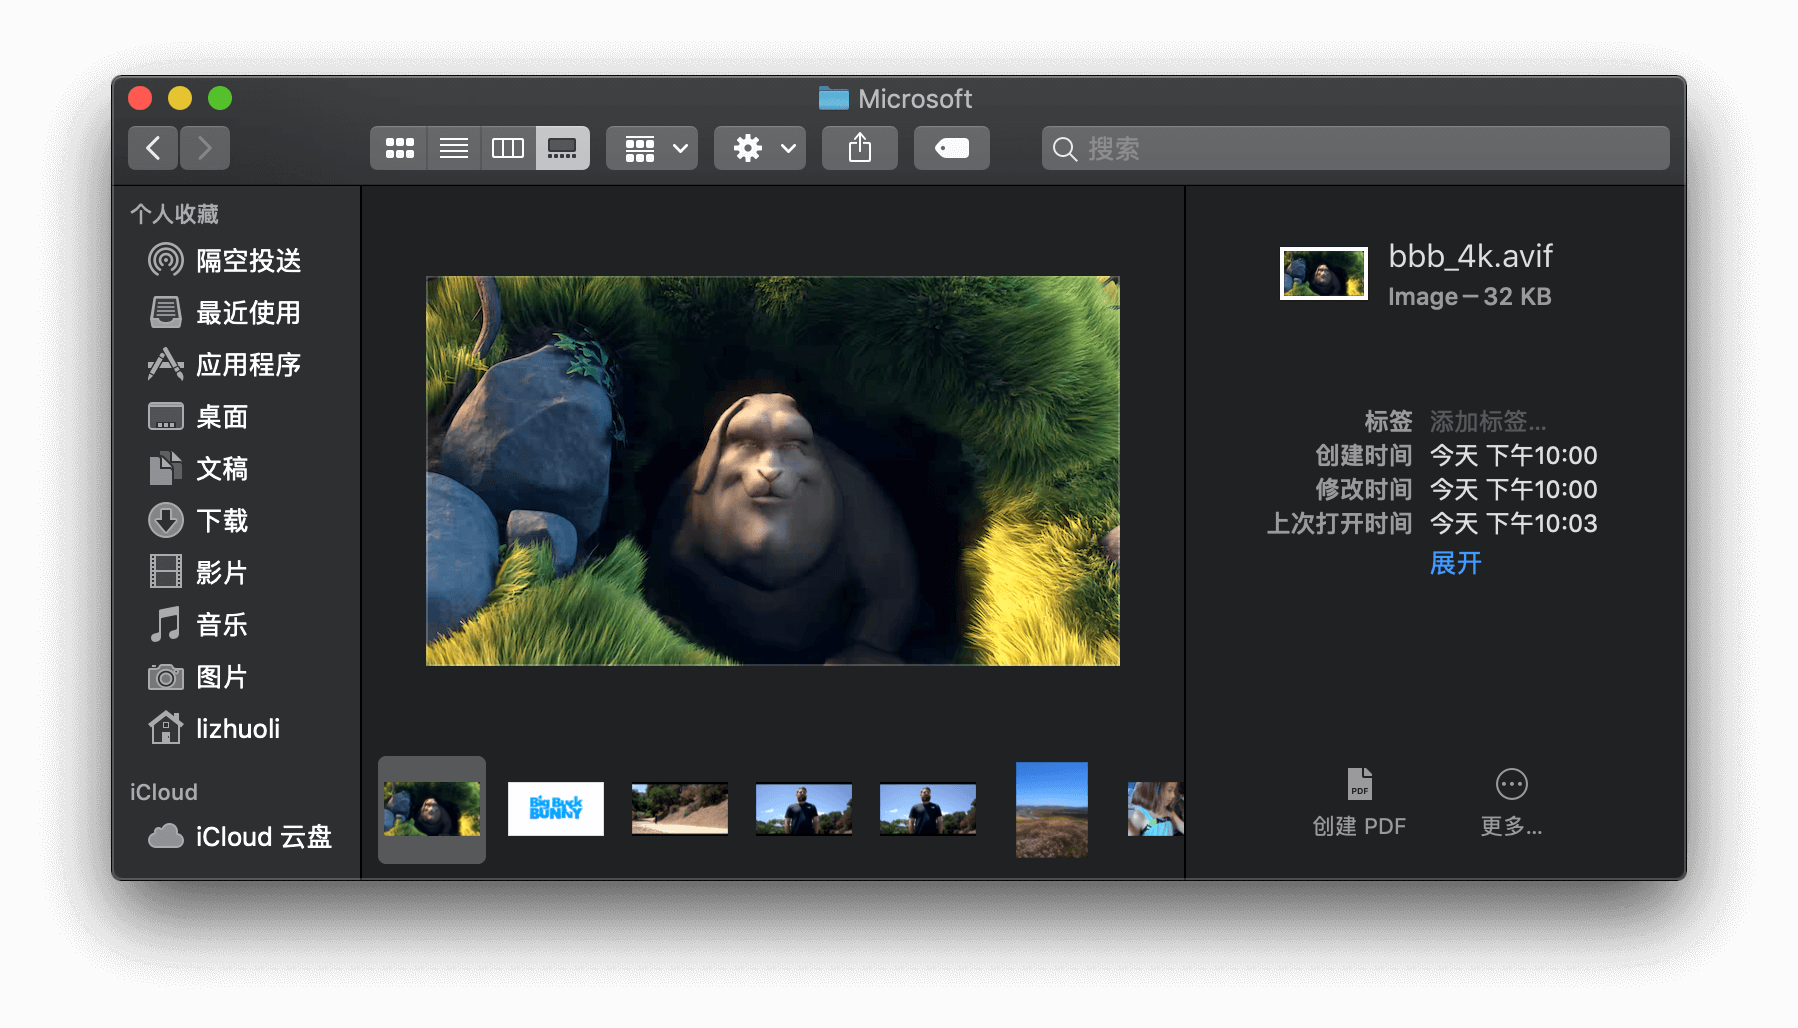 Microsoft
搜索
个人收藏
隔空投送
最近使用
应用程序
桌面
文稿
下载
影片
音乐
图片
lizhuoli
iCloud
iCloud 云盘
Big Buck
BUNNY
bbb_4k.avif
Image – 32 KB
标签 添加标签...
创建时间 今天 下午10:00
修改时间 今天 下午10:00
上次打开时间 今天 下午10:03
展开
PDF
创建 PDF
更多...